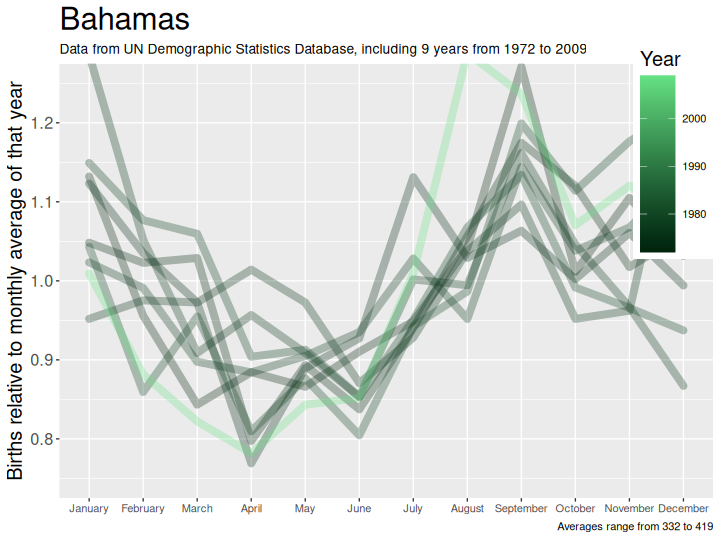 Bahamas
Data from UN Demographic Statistics Database, including 9 years from 1972 to 2009
Year
2000
1990
1980
Births relative to monthly average of that year
1.2
1.1
1.0
0.9
0.8
January February March April May June July August September October November December
Averages range from 332 to 419